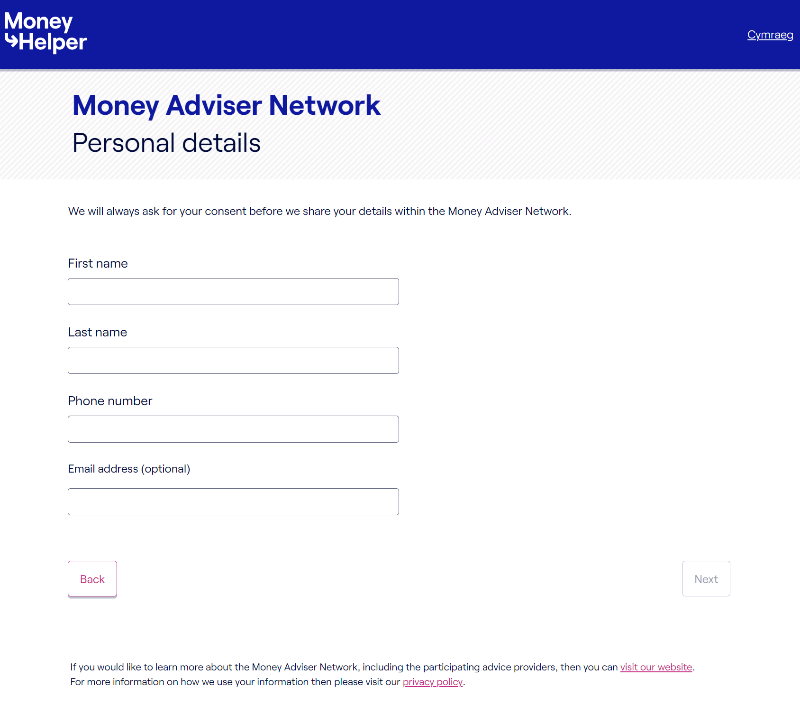 Money
Helper
Cymraeg
Money Adviser Network
Personal details
We will always ask for your consent before we share your details within the Money Adviser Network.
First name
Last name
Phone number
Email address (optional)
Back
Next
If you would like to learn more about the Money Adviser Network, including the participating advice providers, then you can visit our website.
For more information on how we use your information then please visit our privacy policy.